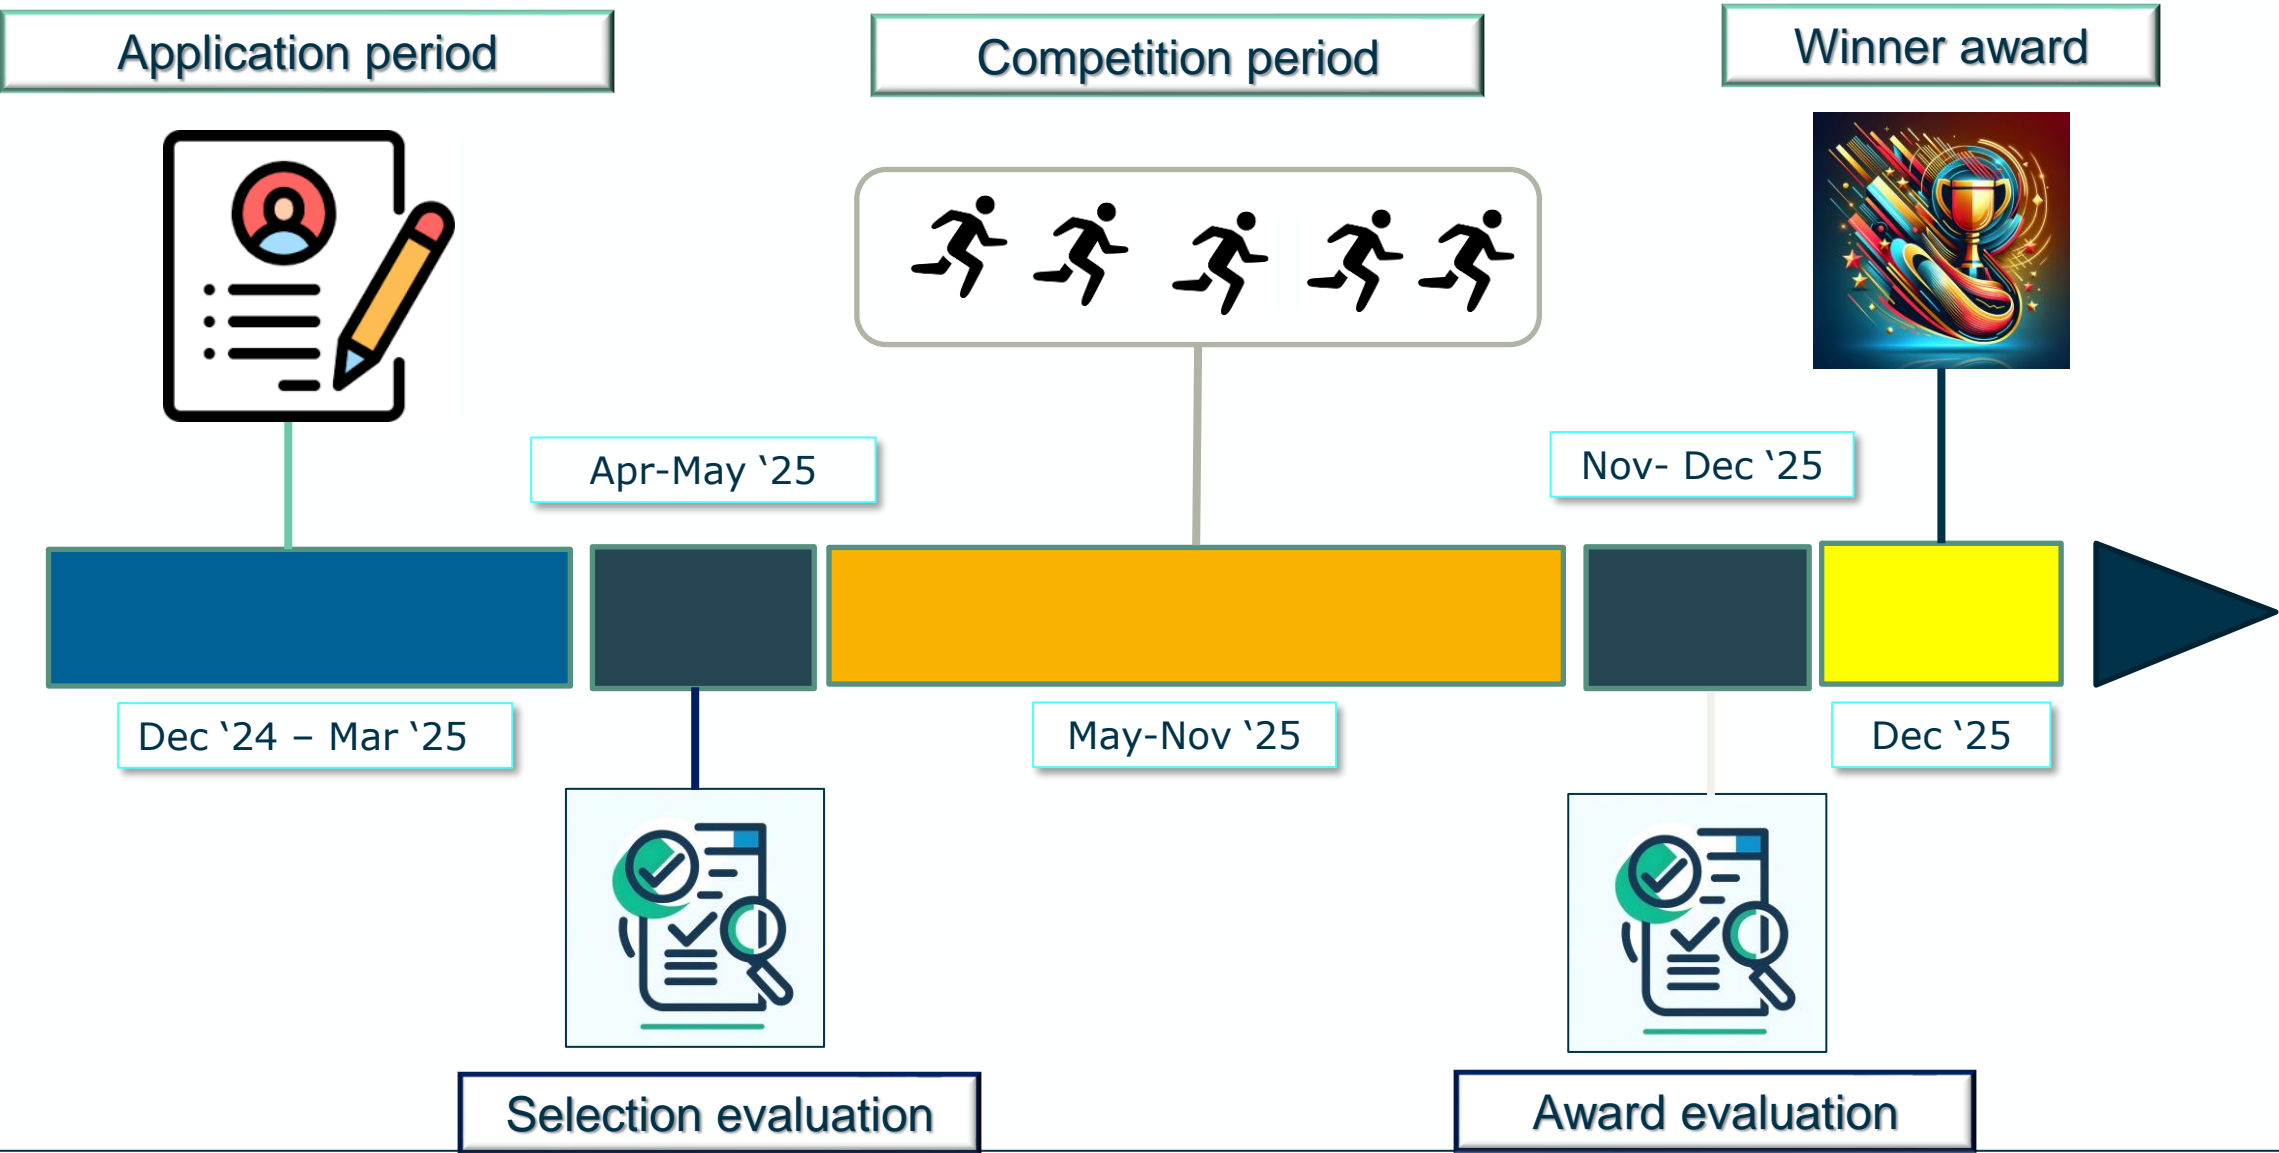 Application period
Competition period
Winner award
Apr-May ‘25
Nov- Dec ‘25
Dec ‘24 – Mar ‘25
May-Nov ‘25
Dec ‘25
Selection evaluation
Award evaluation